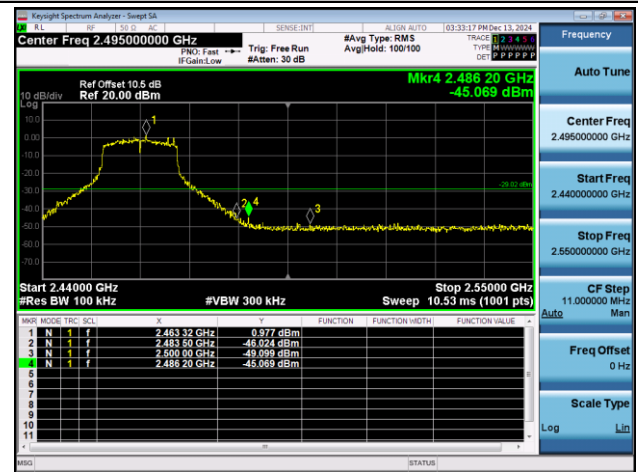 Keysight Spectrum Analyzer - Swept SA
RL RF 50 Ω AC SENSE:INT ALIGN AUTO 03:33:17 PM Dec 13, 2024
Center Freq 2.495000000 GHz
PNO: Fast
IFGain:Low
Trig: Free Run
#Atten: 30 dB
#Avg Type: RMS
Avg|Hold: 100/100
TRACE 1 2 3 4 5 6
TYPE M WWWWW
DET P P P P P P
Ref Offset 10.5 dB
10 dB/div Ref 20.00 dBm
Log
Mkr4 2.486 20 GHz
-45.069 dBm
10.0
0.00
-10.0
-20.0
-30.0
-40.0
-50.0
-60.0
-70.0
1
2
4
3
-29.02 dBm
Start 2.44000 GHz Stop 2.55000 GHz
#Res BW 100 kHz #VBW 300 kHz Sweep 10.53 ms (1001 pts)
MKR MODE TRC SCL X Y FUNCTION FUNCTION WIDTH FUNCTION VALUE
1 N 1 f 2.463 32 GHz 0.977 dBm
2 N 1 f 2.483 50 GHz -46.024 dBm
3 N 1 f 2.500 00 GHz -49.099 dBm
4 N 1 f 2.486 20 GHz -45.069 dBm
5
6
7
8
9
10
11
MSG STATUS
Frequency
Auto Tune
Center Freq
2.495000000 GHz
Start Freq
2.440000000 GHz
Stop Freq
2.550000000 GHz
CF Step
11.000000 MHz
Auto Man
Freq Offset
0 Hz
Scale Type
Log Lin